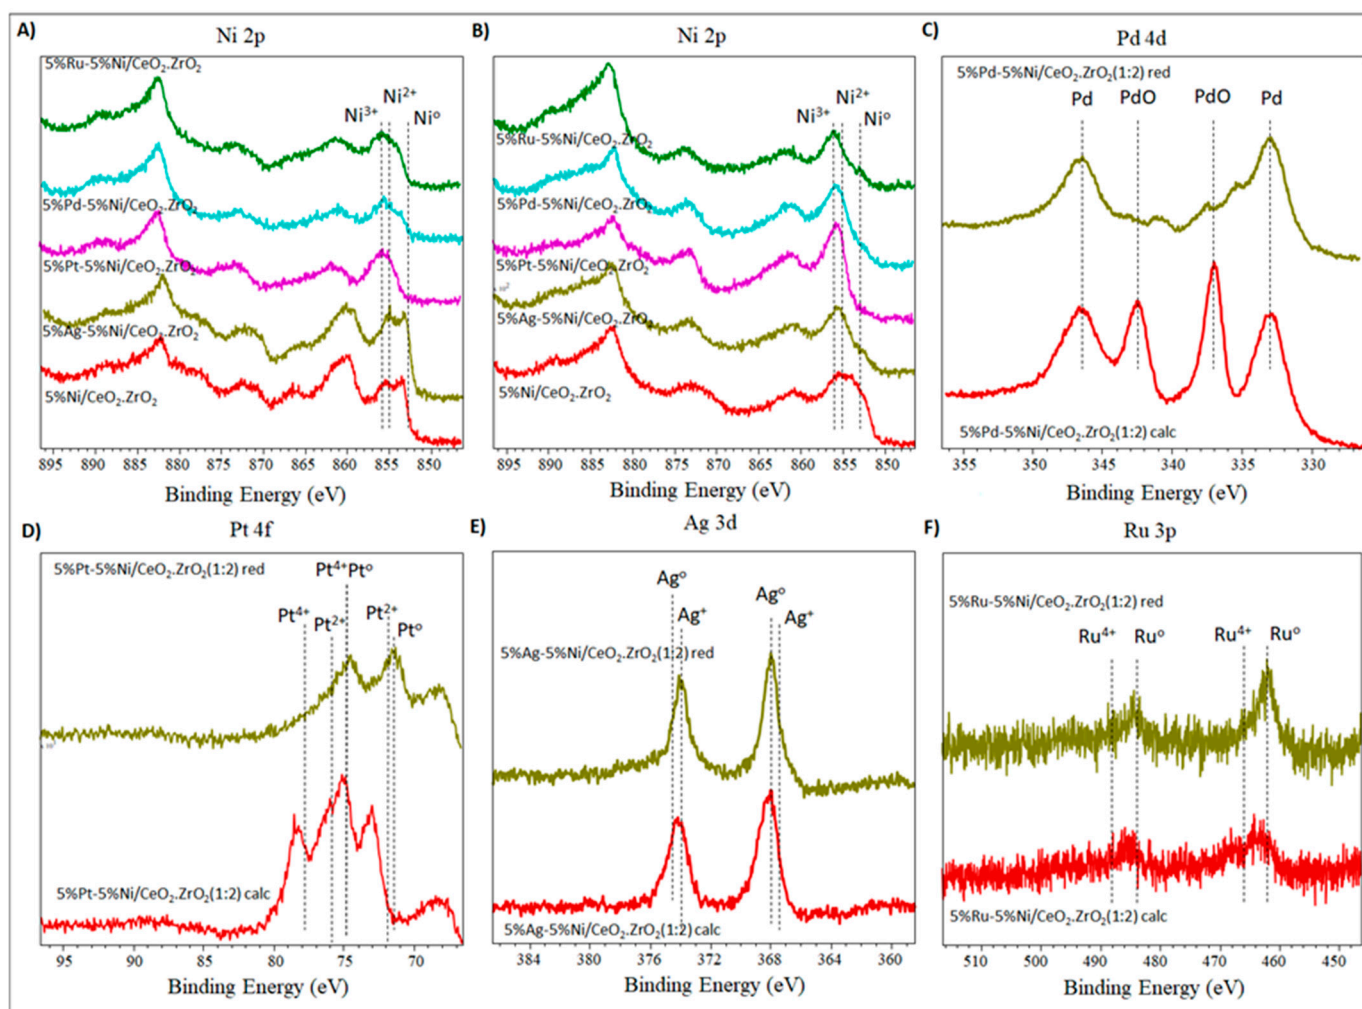 A)
Ni 2p
5%Ru-5%Ni/CeO₂.ZrO₂
Ni³⁺
Ni²⁺
Niº
5%Pd-5%Ni/CeO₂.ZrO₂
5%Pt-5%Ni/CeO₂.ZrO₂
5%Ag-5%Ni/CeO₂.ZrO₂
5%Ni/CeO₂.ZrO₂
895 890 880 875 870 865 860 855 850
Binding Energy (eV)
B)
Ni 2p
Ni³⁺
Ni²⁺
Niº
5%Ru-5%Ni/CeO₂.ZrO₂
5%Pd-5%Ni/CeO₂.ZrO₂
5%Pt-5%Ni/CeO₂.ZrO₂
5%Ag-5%Ni/CeO₂.ZrO₂
5%Ni/CeO₂.ZrO₂
895 890 880 875 870 865 860 855 850
Binding Energy (eV)
C)
Pd 4d
5%Pd-5%Ni/CeO₂.ZrO₂(1:2) red
Pd PdO PdO Pd
5%Pd-5%Ni/CeO₂.ZrO₂(1:2) calc
355 350 345 340 335 333 330
Binding Energy (eV)
D)
Pt 4f
5%Pt-5%Ni/CeO₂.ZrO₂(1:2) red
Pt⁴⁺
Pt²⁺
Pt⁴⁺Ptº
Pt²⁺
Ptº
5%Pt-5%Ni/CeO₂.ZrO₂(1:2) calc
95 90 85 80 75 70
Binding Energy (eV)
E)
Ag 3d
Agº
Ag⁺
Agº
Ag⁺
5%Ag-5%Ni/CeO₂.ZrO₂(1:2) red
5%Ag-5%Ni/CeO₂.ZrO₂(1:2) calc
384 380 376 372 368 364 360
Binding Energy (eV)
F)
Ru 3p
5%Ru-5%Ni/CeO₂.ZrO₂(1:2) red
Ru⁴⁺ Ruº Ru⁴⁺ Ruº
5%Ru-5%Ni/CeO₂.ZrO₂(1:2) calc
510 500 490 480 470 460 450
Binding Energy (eV)